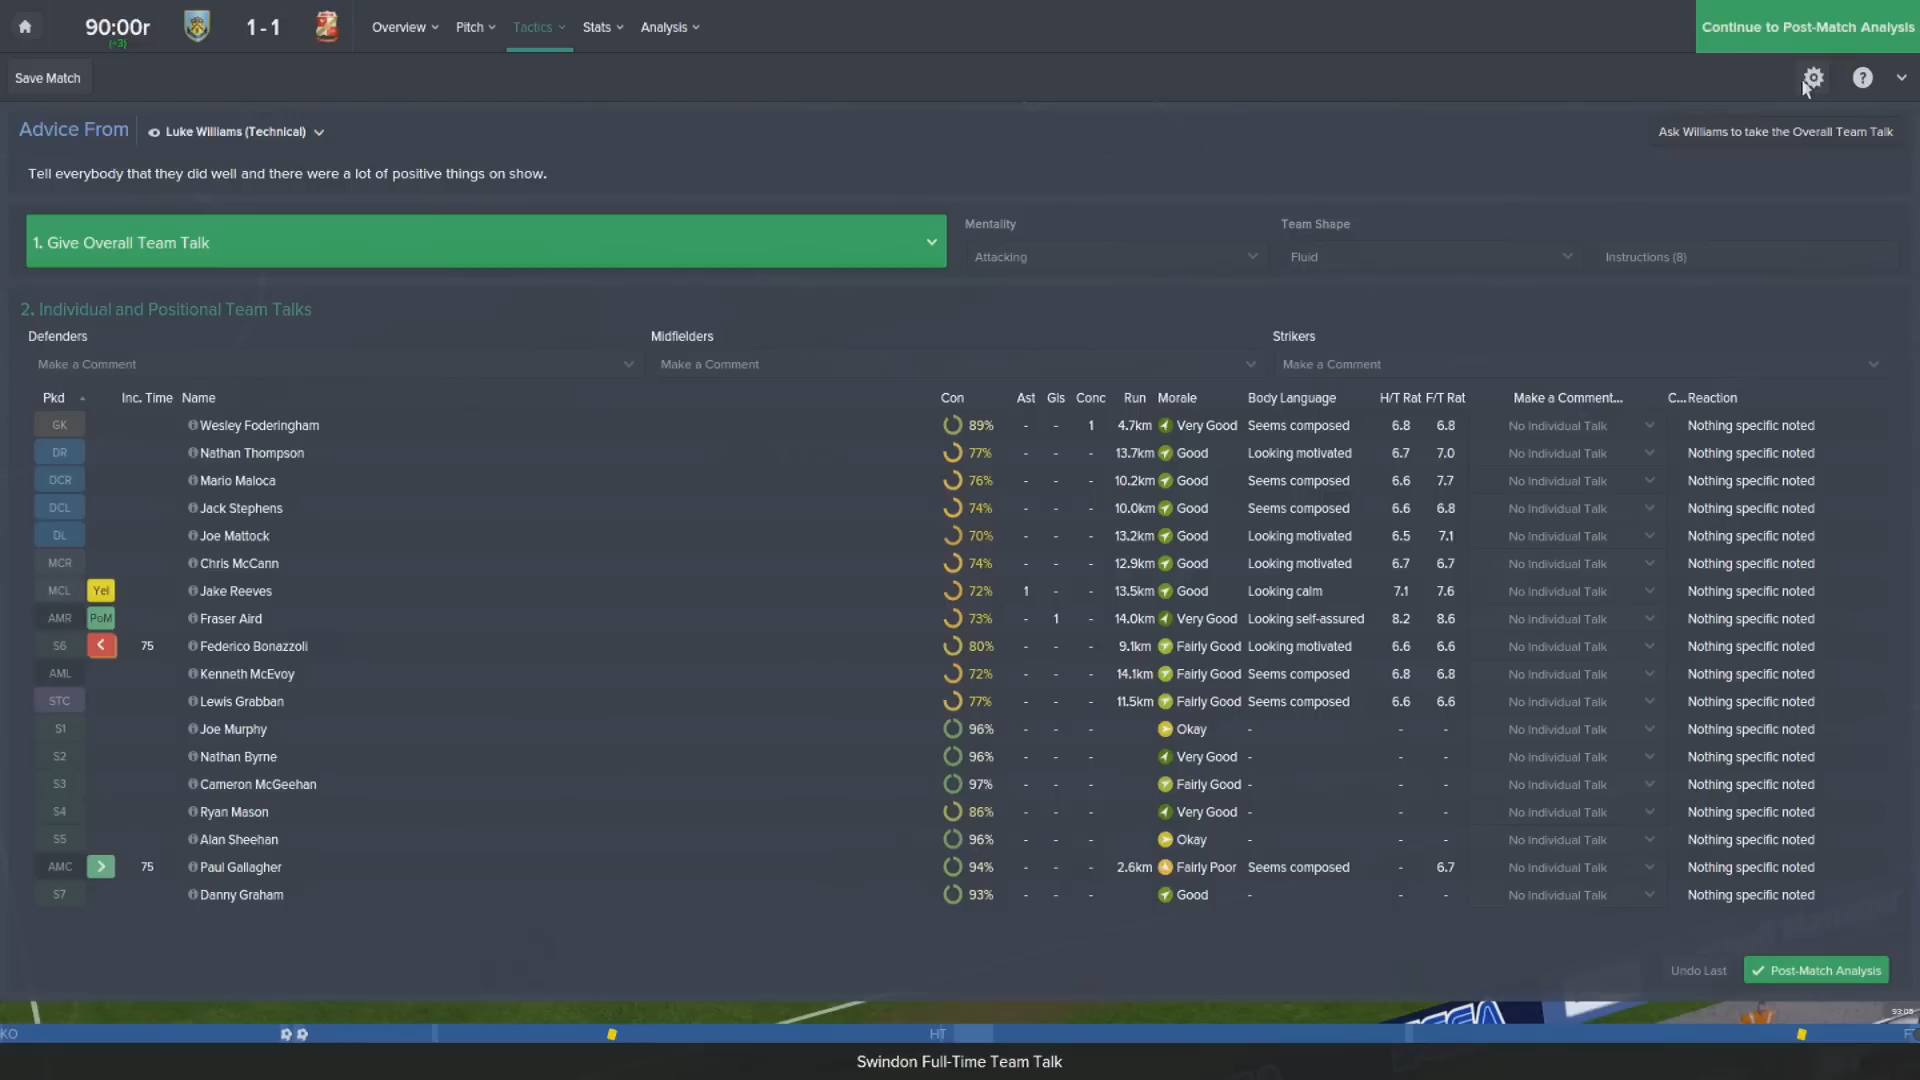 90:00r
(+3)
1 - 1
Overview
Pitch
Tactics
Stats
Analysis
Continue to Post-Match Analysis
Save Match
Advice From
Luke Williams (Technical)
Ask Williams to take the Overall Team Talk
Tell everybody that they did well and there were a lot of positive things on show.
1. Give Overall Team Talk
Mentality
Attacking
Team Shape
Fluid
Instructions (8)
2. Individual and Positional Team Talks
Defenders Midfielders Strikers
Make a Comment Make a Comment Make a Comment
Pkd Inc. Time Name Con Ast Gls Conc Run Morale Body Language H/T Rat F/T Rat Make a Comment... C... Reaction
GK Wesley Foderingham 89% - - 1 4.7km Very Good Seems composed 6.8 6.8 No Individual Talk Nothing specific noted
DR Nathan Thompson 77% - - - 13.7km Good Looking motivated 6.7 7.0 No Individual Talk Nothing specific noted
DCR Mario Maloca 76% - - - 10.2km Good Seems composed 6.6 7.7 No Individual Talk Nothing specific noted
DCL Jack Stephens 74% - - - 10.0km Good Seems composed 6.6 6.8 No Individual Talk Nothing specific noted
DL Joe Mattock 70% - - - 13.2km Good Looking motivated 6.5 7.1 No Individual Talk Nothing specific noted
MCR Chris McCann 74% - - - 12.9km Good Looking motivated 6.7 6.7 No Individual Talk Nothing specific noted
MCL Yel Jake Reeves 72% 1 - - 13.5km Good Looking calm 7.1 7.6 No Individual Talk Nothing specific noted
AMR PoM Fraser Aird 73% - 1 - 14.0km Very Good Looking self-assured 8.2 8.6 No Individual Talk Nothing specific noted
S6 75 Federico Bonazzoli 80% - - - 9.1km Fairly Good Looking motivated 6.6 6.6 No Individual Talk Nothing specific noted
AML Kenneth McEvoy 72% - - - 14.1km Fairly Good Seems composed 6.8 6.8 No Individual Talk Nothing specific noted
STC Lewis Grabban 77% - - - 11.5km Fairly Good Seems composed 6.6 6.6 No Individual Talk Nothing specific noted
S1 Joe Murphy 96% - - - Okay - - - No Individual Talk Nothing specific noted
S2 Nathan Byrne 96% - - - Very Good - - - No Individual Talk Nothing specific noted
S3 Cameron McGeehan 97% - - - Fairly Good - - - No Individual Talk Nothing specific noted
S4 Ryan Mason 86% - - - Very Good - - - No Individual Talk Nothing specific noted
S5 Alan Sheehan 96% - - - Okay - - - No Individual Talk Nothing specific noted
AMC 75 Paul Gallagher 94% - - - 2.6km Fairly Poor Seems composed - 6.7 No Individual Talk Nothing specific noted
S7 Danny Graham 93% - - - Good - - - No Individual Talk Nothing specific noted
Undo Last
Post-Match Analysis
93:05
KO HT
Swindon Full-Time Team Talk